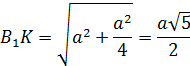 B₁K = √(a² + a²/4) = a√5/2